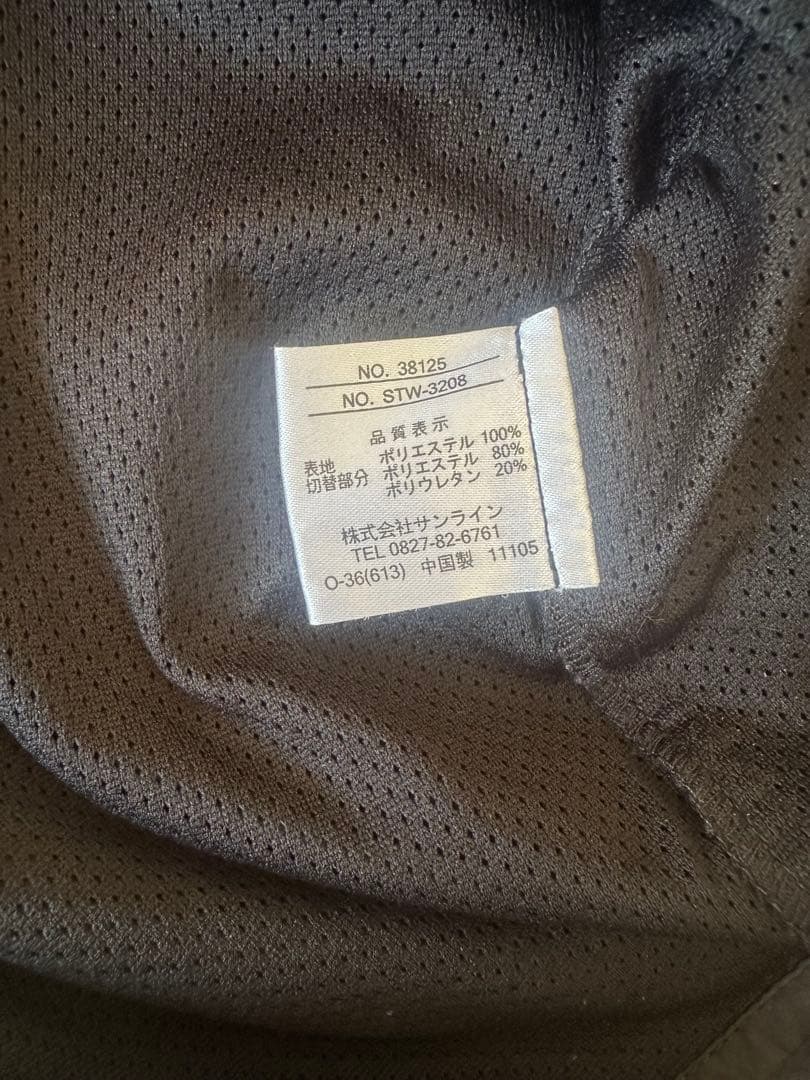 NO. 38125
NO. STW-3208
品質表示
表地 ポリエステル 100%
切替部分 ポリエステル 80%
ポリウレタン 20%
株式会社サンライン
TEL 0827-82-6761
O-36(613) 中国製 11105